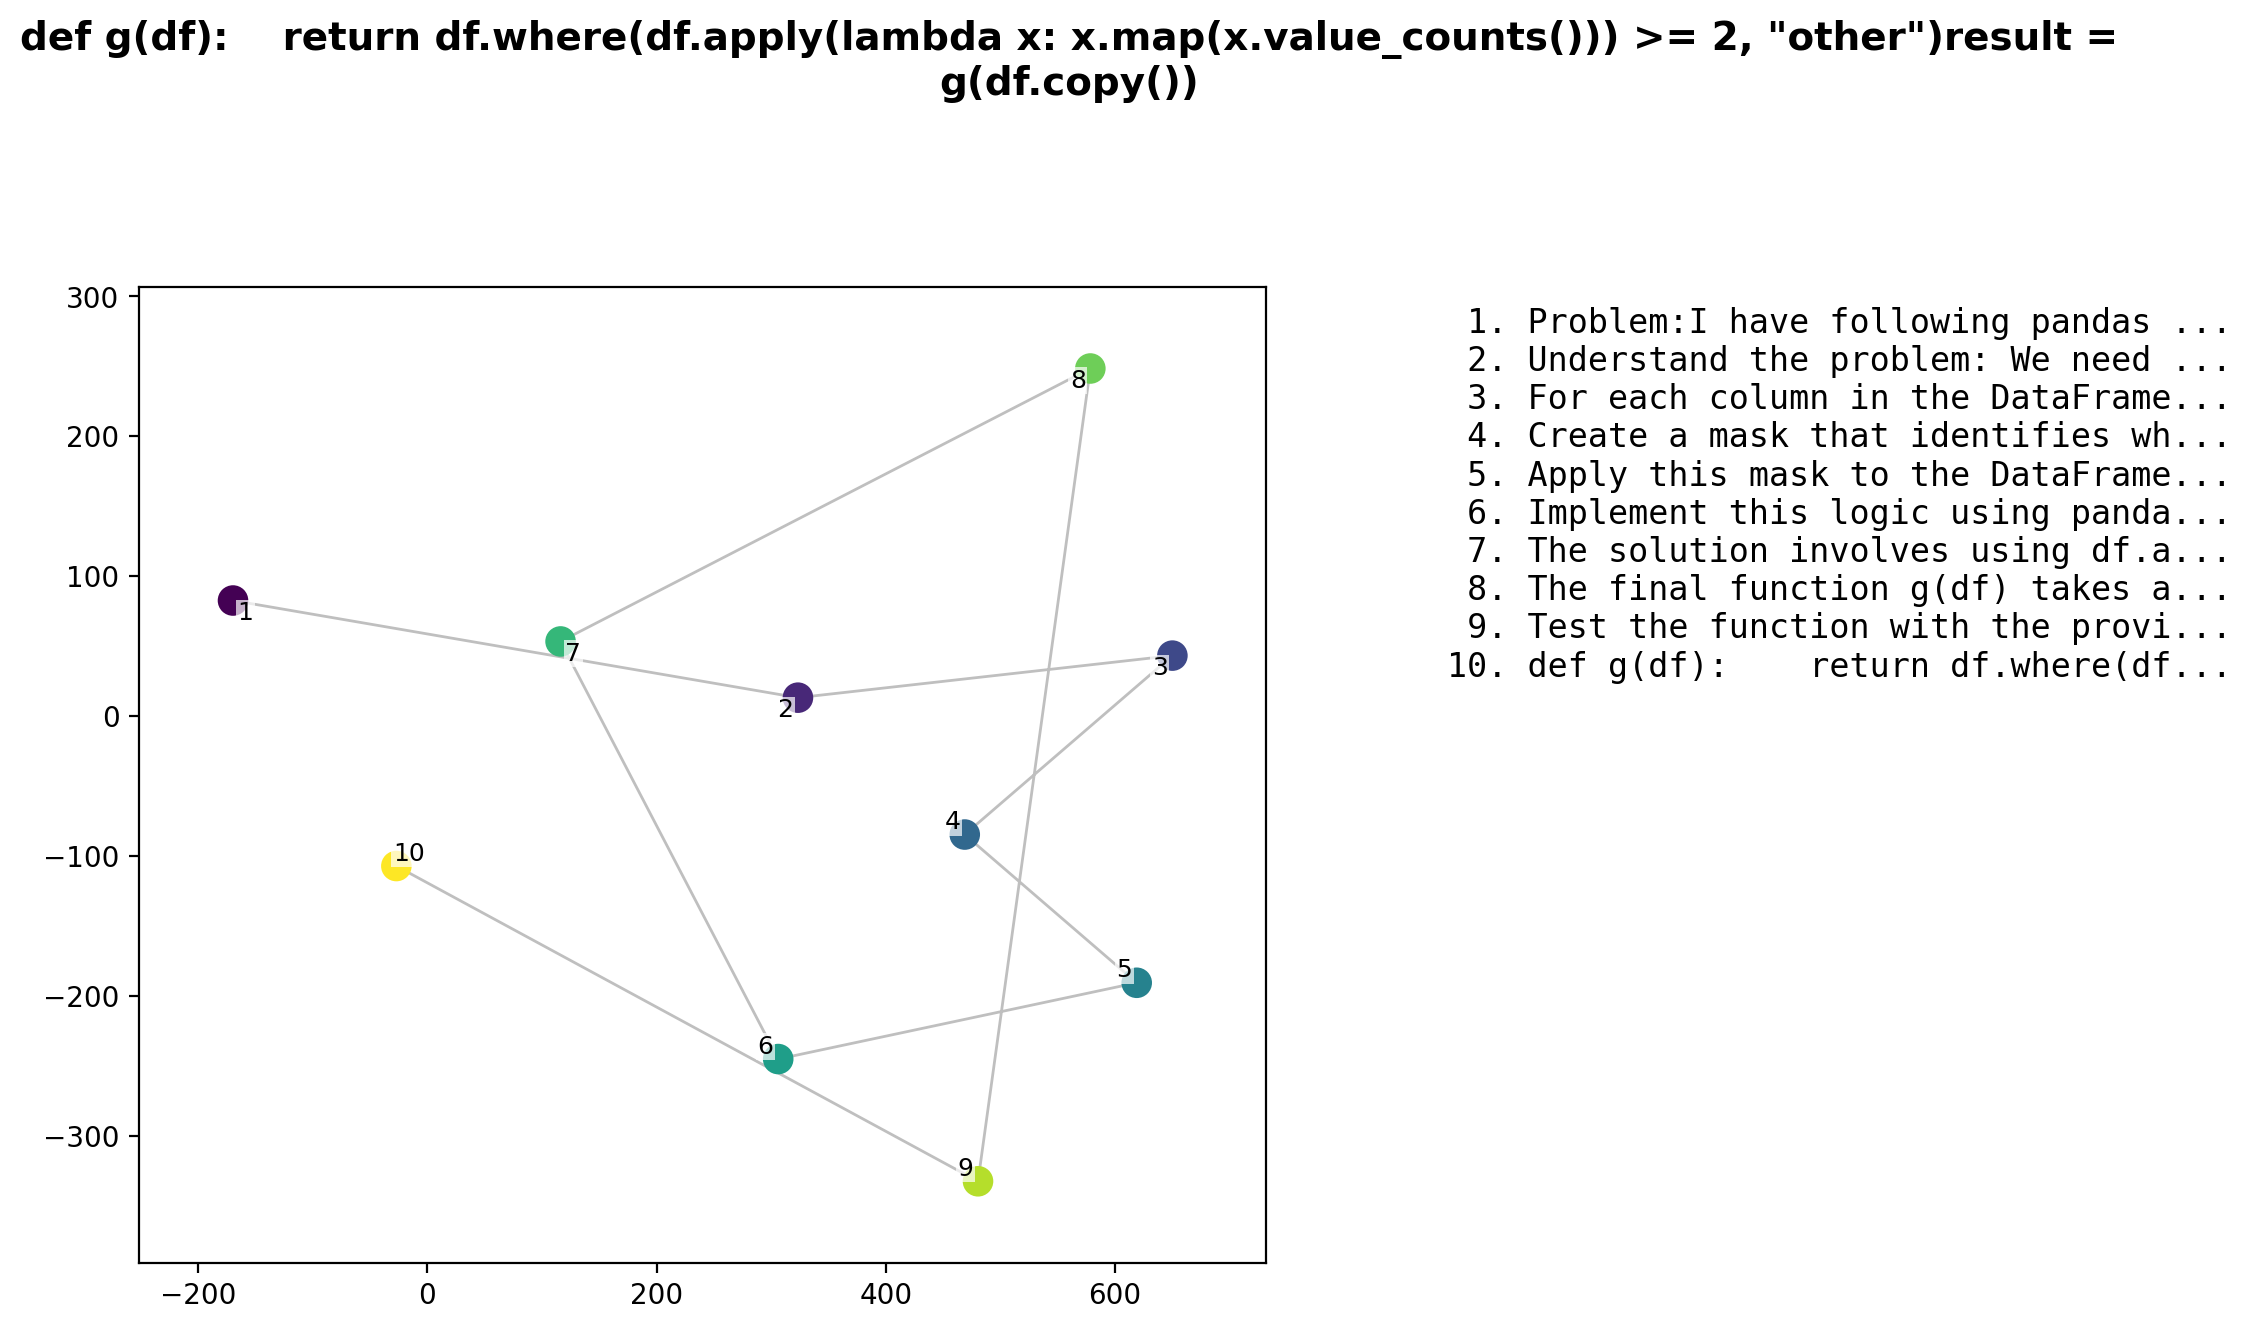 def g(df):    return df.where(df.apply(lambda x: x.map(x.value_counts())) >= 2, "other")result =
g(df.copy())
300
200
100
0
−100
−200
−300
−200
0
200
400
600
1
2
3
4
5
6
7
8
9
10
1. Problem:I have following pandas ...
2. Understand the problem: We need ...
3. For each column in the DataFrame...
4. Create a mask that identifies wh...
5. Apply this mask to the DataFrame...
6. Implement this logic using panda...
7. The solution involves using df.a...
8. The final function g(df) takes a...
9. Test the function with the provi...
10. def g(df):    return df.where(df...